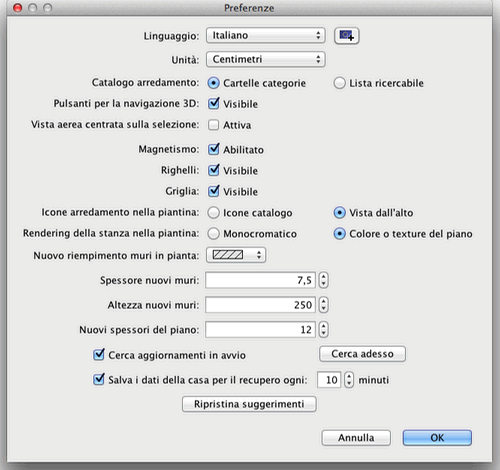 Preferenze
Linguaggio: Italiano
Unità: Centimetri
Catalogo arredamento: Cartelle categorie Lista ricercabile
Pulsanti per la navigazione 3D: Visibile
Vista aerea centrata sulla selezione: Attiva
Magnetismo: Abilitato
Righelli: Visibile
Griglia: Visibile
Icone arredamento nella piantina: Icone catalogo Vista dall'alto
Rendering della stanza nella piantina: Monocromatico Colore o texture del piano
Nuovo riempimento muri in pianta:
Spessore nuovi muri: 7,5
Altezza nuovi muri: 250
Nuovi spessori del piano: 12
Cerca aggiornamenti in avvio Cerca adesso
Salva i dati della casa per il recupero ogni: 10 minuti
Ripristina suggerimenti
Annulla OK